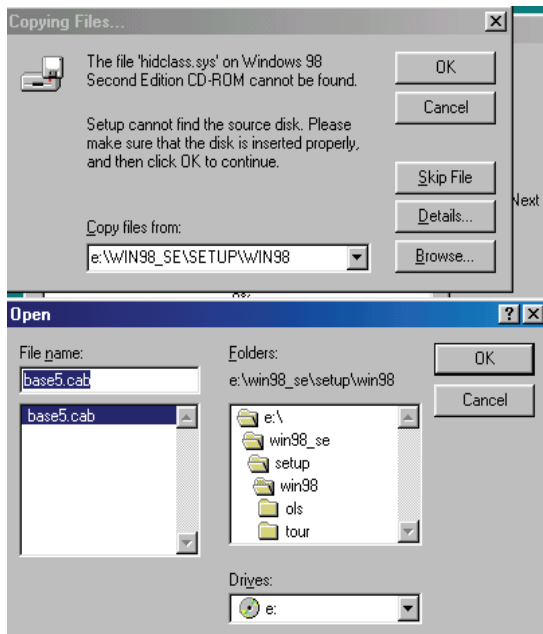 Copying Files...
The file 'hidclass.sys' on Windows 98
Second Edition CD-ROM cannot be found.
Setup cannot find the source disk. Please
make sure that the disk is inserted properly,
and then click OK to continue.
Copy files from:
e:\WIN98_SE\SETUP\WIN98
OK
Cancel
Skip File
Details...
Browse...
Next
Open
File name:
base5.cab
base5.cab
Folders:
e:\win98_se\setup\win98
e:\
win98_se
setup
win98
ols
tour
Drives:
e:
OK
Cancel